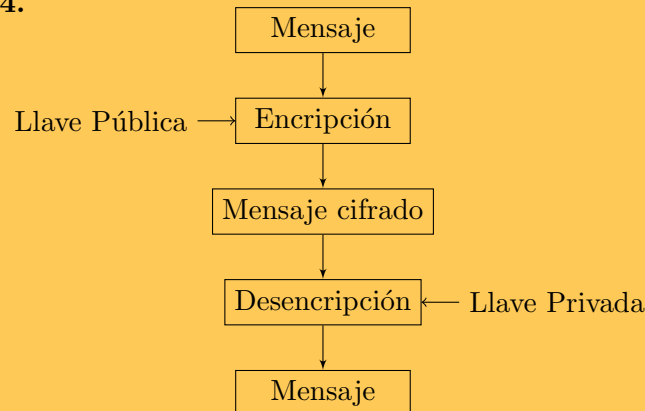 4.
Mensaje
Llave Pública
Encripción
Mensaje cifrado
Desencripción
Llave Privada
Mensaje